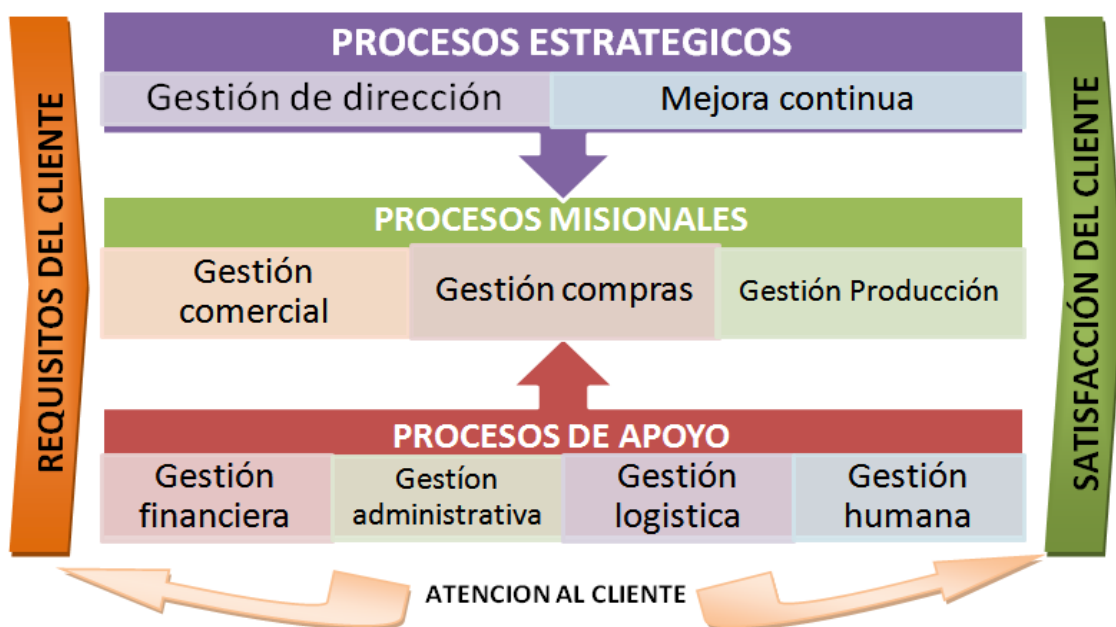 REQUISITOS DEL CLIENTE
PROCESOS ESTRATEGICOS
Gestión de dirección
Mejora continua
PROCESOS MISIONALES
Gestión
comercial
Gestión compras
Gestión Producción
PROCESOS DE APOYO
Gestión
financiera
Gestíon
administrativa
Gestión
logistica
Gestión
humana
SATISFACCIÓN DEL CLIENTE
ATENCION AL CLIENTE